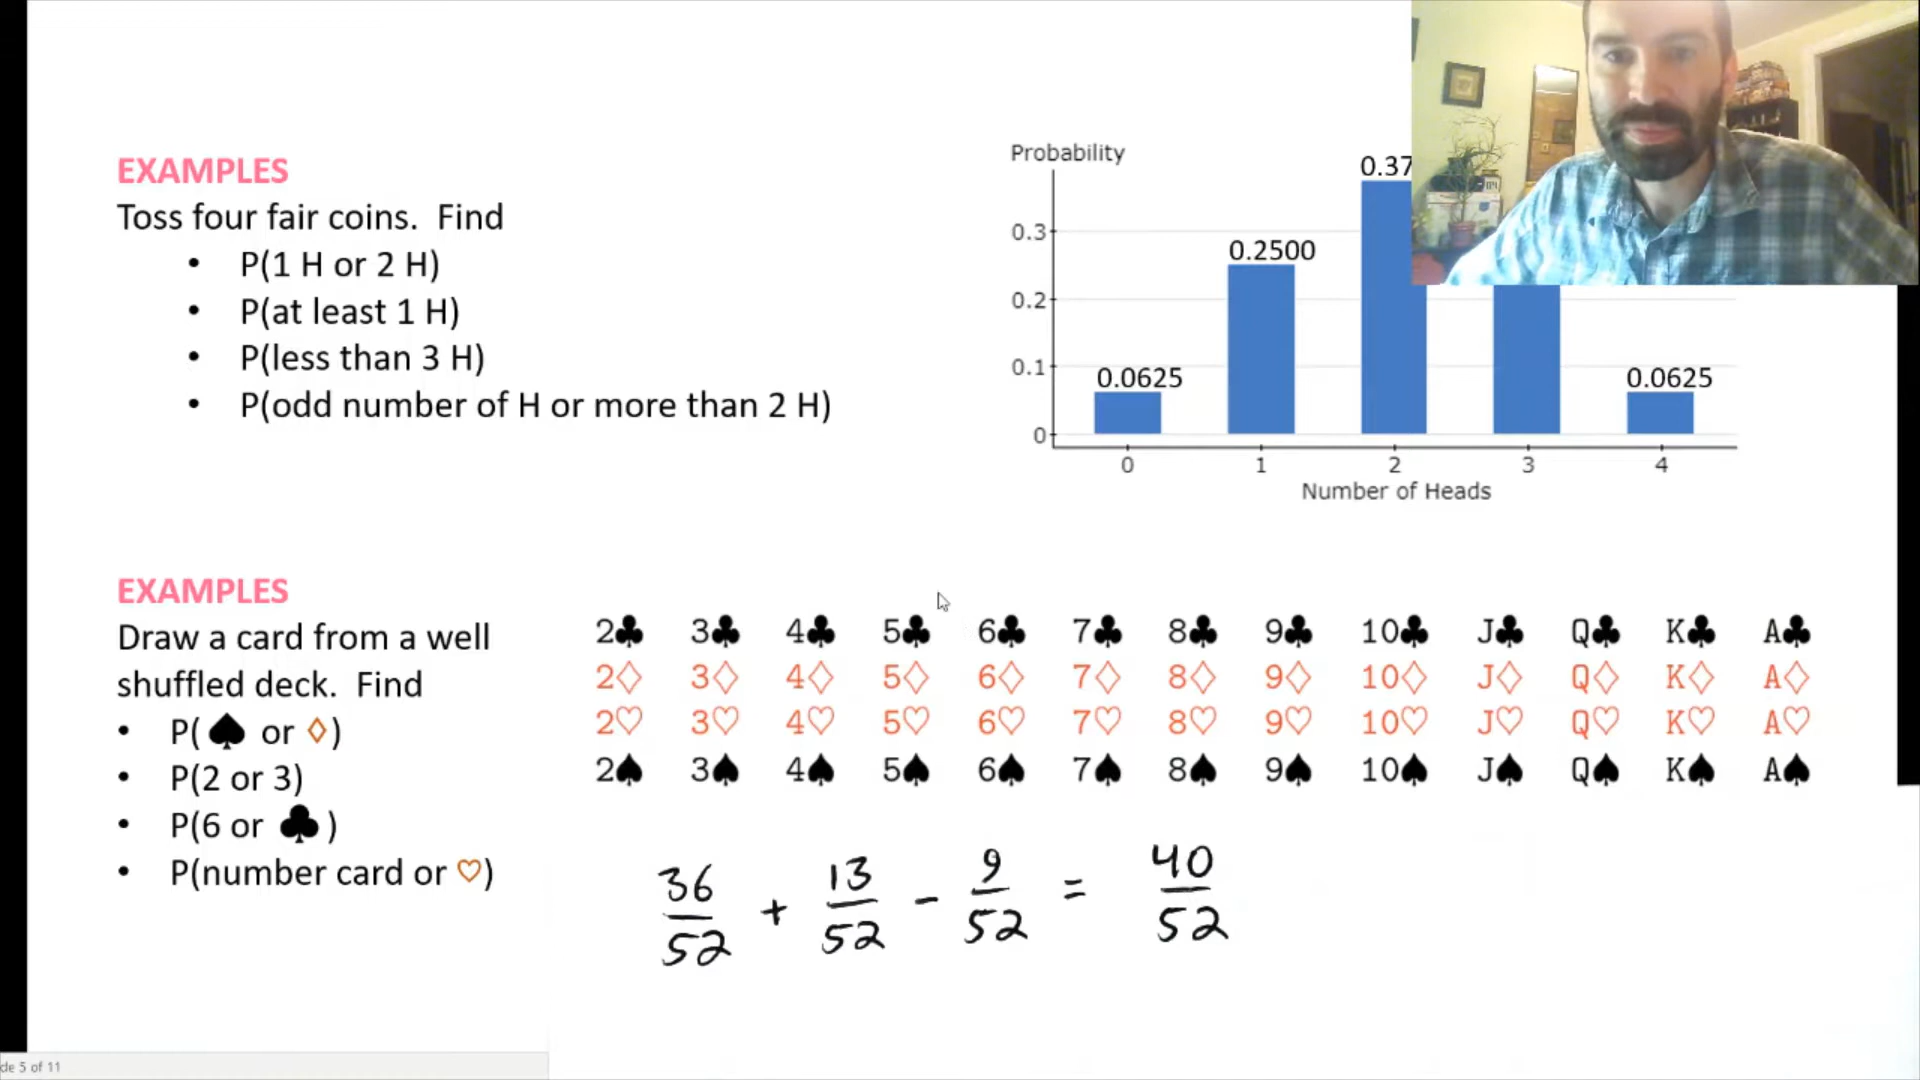 EXAMPLES
Toss four fair coins. Find
• P(1 H or 2 H)
• P(at least 1 H)
• P(less than 3 H)
• P(odd number of H or more than 2 H)
Probability
0.37
0.3
0.2500
0.2
0.1
0.0625
0.0625
0
0 1 2 3 4
Number of Heads
EXAMPLES
Draw a card from a well
shuffled deck. Find
• P(♠ or ♢)
• P(2 or 3)
• P(6 or ♣)
• P(number card or ♡)
2♣ 3♣ 4♣ 5♣ 6♣ 7♣ 8♣ 9♣ 10♣ J♣ Q♣ K♣ A♣
2♢ 3♢ 4♢ 5♢ 6♢ 7♢ 8♢ 9♢ 10♢ J♢ Q♢ K♢ A♢
2♡ 3♡ 4♡ 5♡ 6♡ 7♡ 8♡ 9♡ 10♡ J♡ Q♡ K♡ A♡
2♠ 3♠ 4♠ 5♠ 6♠ 7♠ 8♠ 9♠ 10♠ J♠ Q♠ K♠ A♠
36/52 + 13/52 - 9/52 = 40/52
de 5 of 11